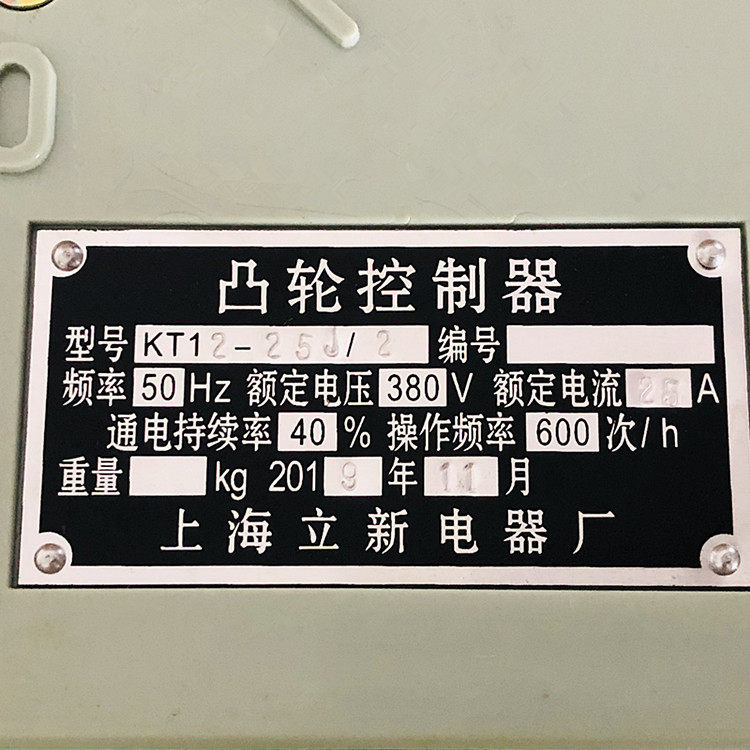 凸轮控制器
型号 KT12-25J/2 编号
频率 50 Hz 额定电压 380 V 额定电流 25 A
通电持续率 40 % 操作频率 600 次/h
重量 kg 2019 年 11 月
上海立新电器厂